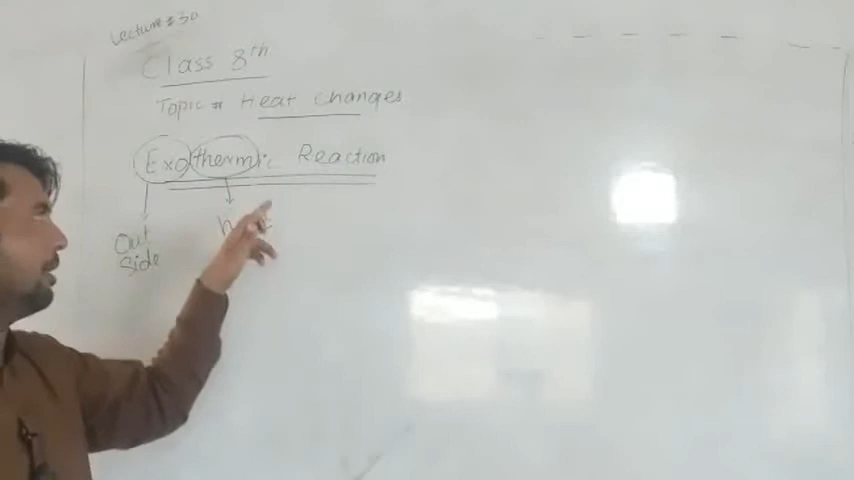 Lecture # 30
Class 8th
Topic = Heat Changes
Exothermic Reaction
Out
Side